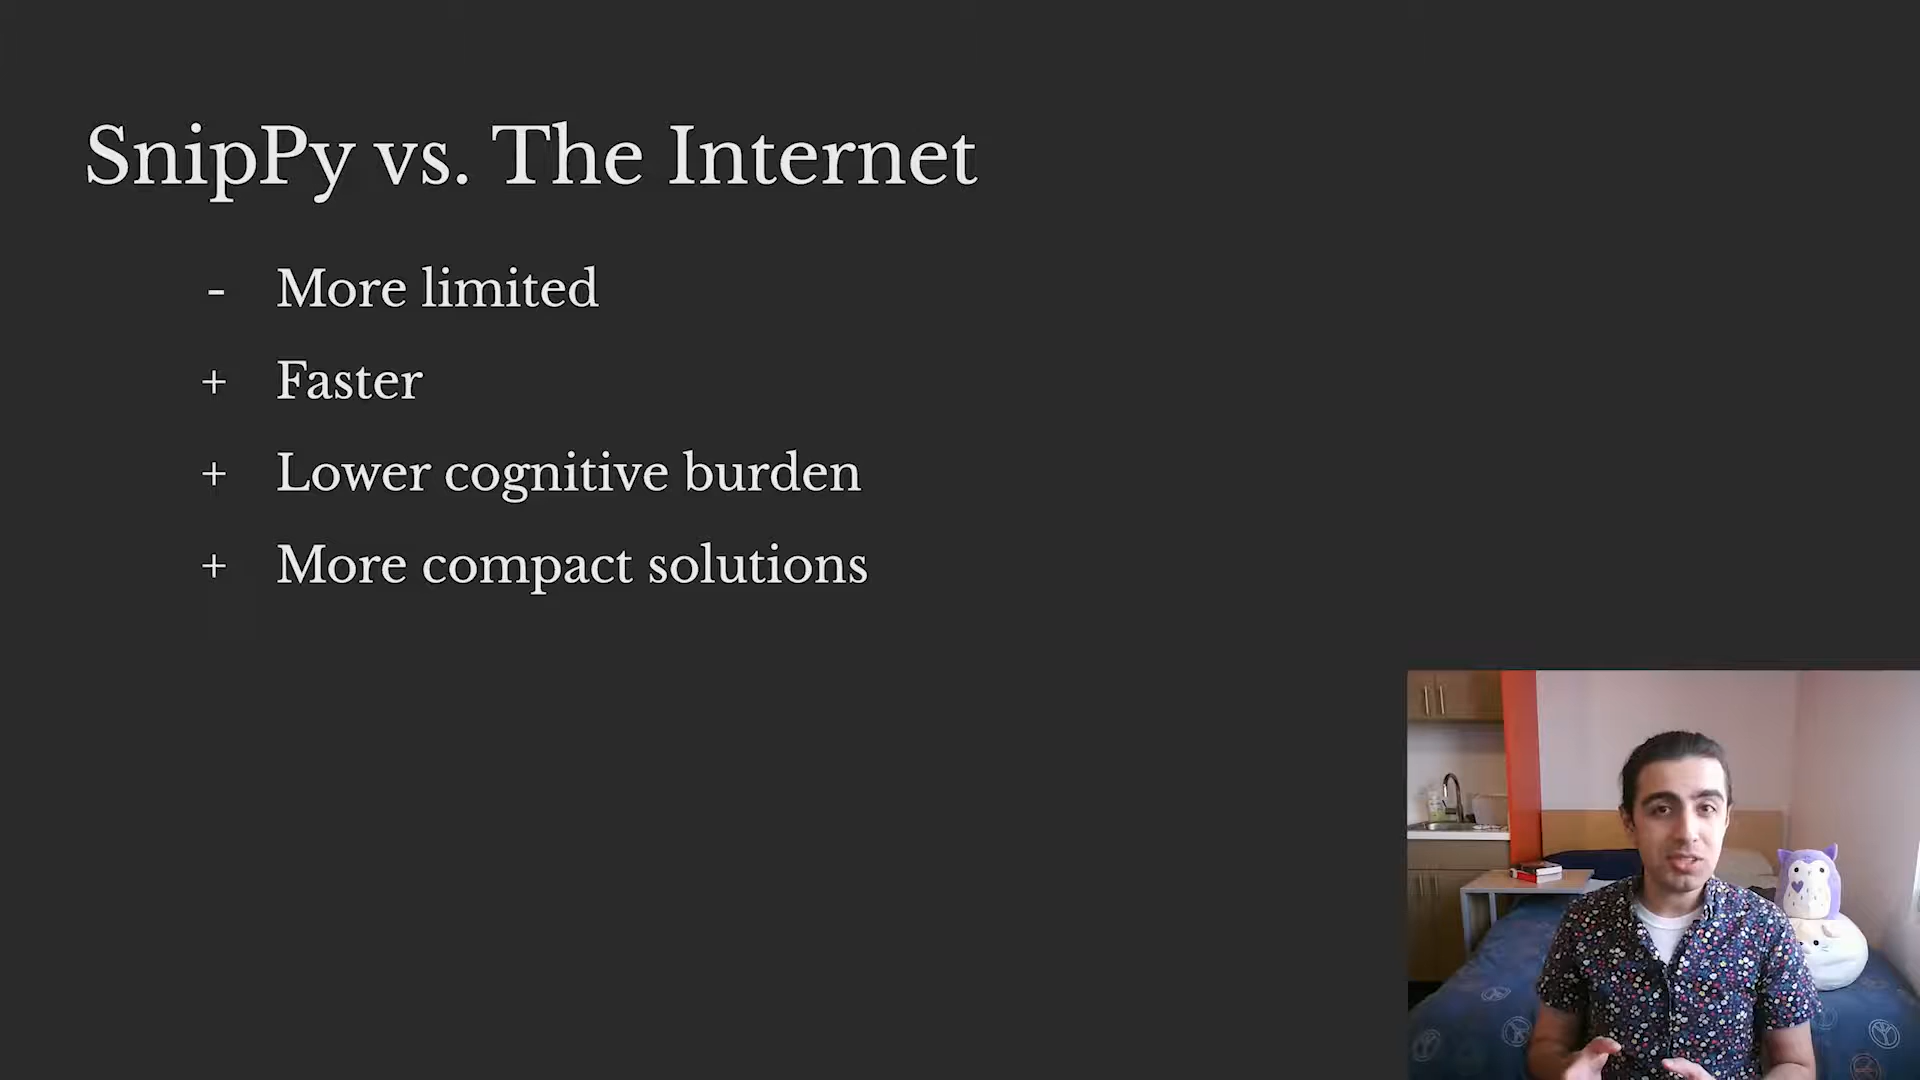 SnipPy vs. The Internet
- More limited
+ Faster
+ Lower cognitive burden
+ More compact solutions